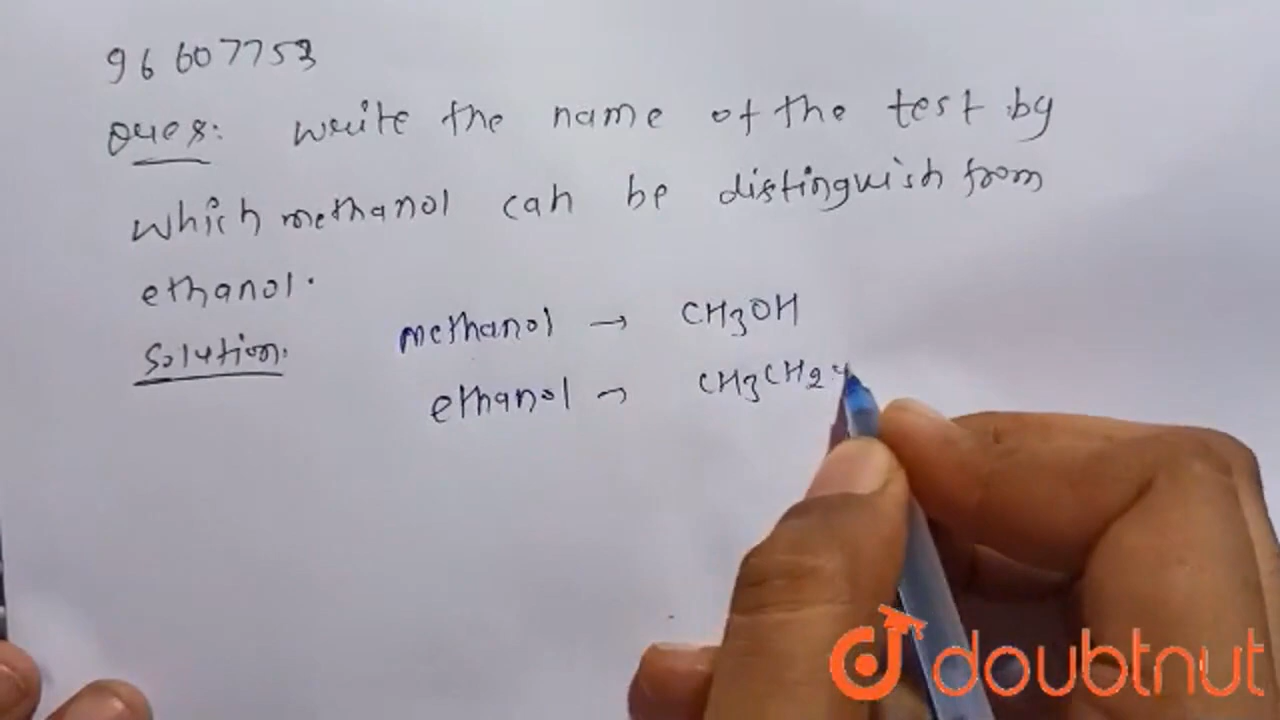 96607753
Ques: Write the name of the test by
which methanol can be distinguish from
ethanol.
Solution. methanol → CH3OH
ethanol → CH3CH2
doubtnut